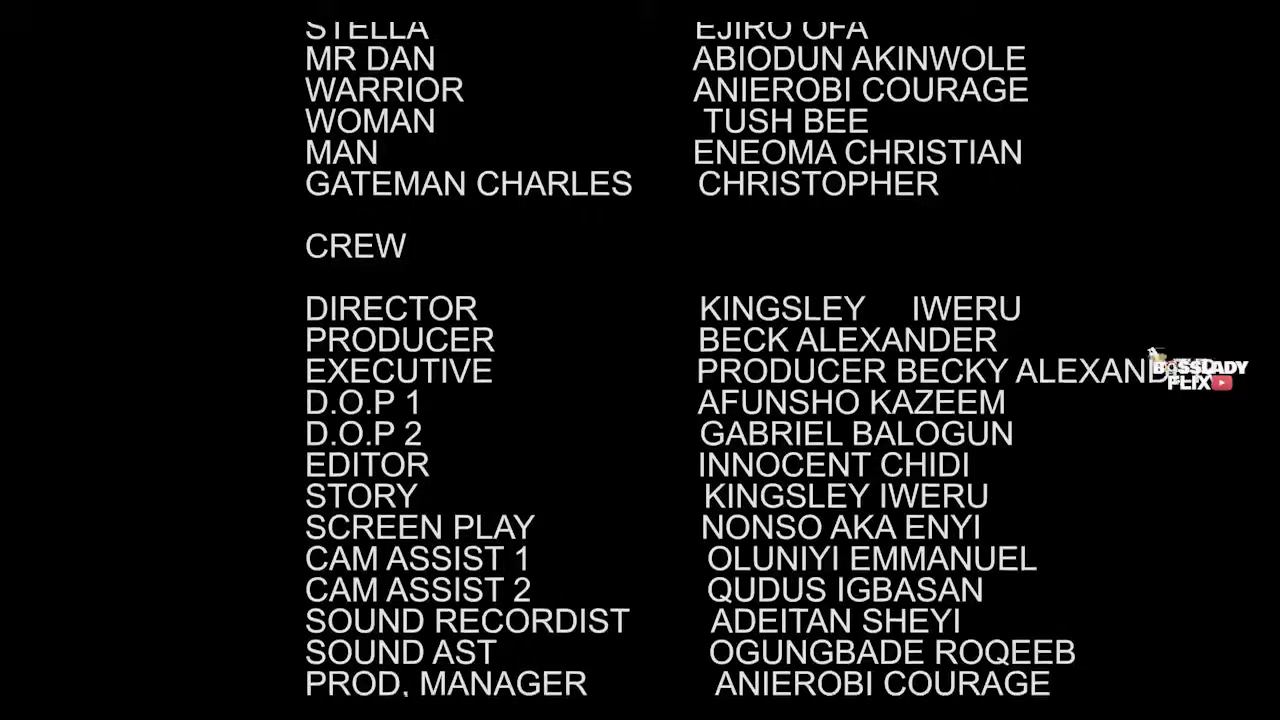 STELLA EJIRO OFA
MR DAN ABIODUN AKINWOLE
WARRIOR ANIEROBI COURAGE
WOMAN TUSH BEE
MAN ENEOMA CHRISTIAN
GATEMAN CHARLES CHRISTOPHER
CREW
DIRECTOR KINGSLEY IWERU
PRODUCER BECK ALEXANDER
EXECUTIVE PRODUCER BECKY ALEXANDER
BOSSLADY
FLIX
D.O.P 1 AFUNSHO KAZEEM
D.O.P 2 GABRIEL BALOGUN
EDITOR INNOCENT CHIDI
STORY KINGSLEY IWERU
SCREEN PLAY NONSO AKA ENYI
CAM ASSIST 1 OLUNIYI EMMANUEL
CAM ASSIST 2 QUDUS IGBASAN
SOUND RECORDIST ADEITAN SHEYI
SOUND AST OGUNGBADE ROQEEB
PROD, MANAGER ANIEROBI COURAGE